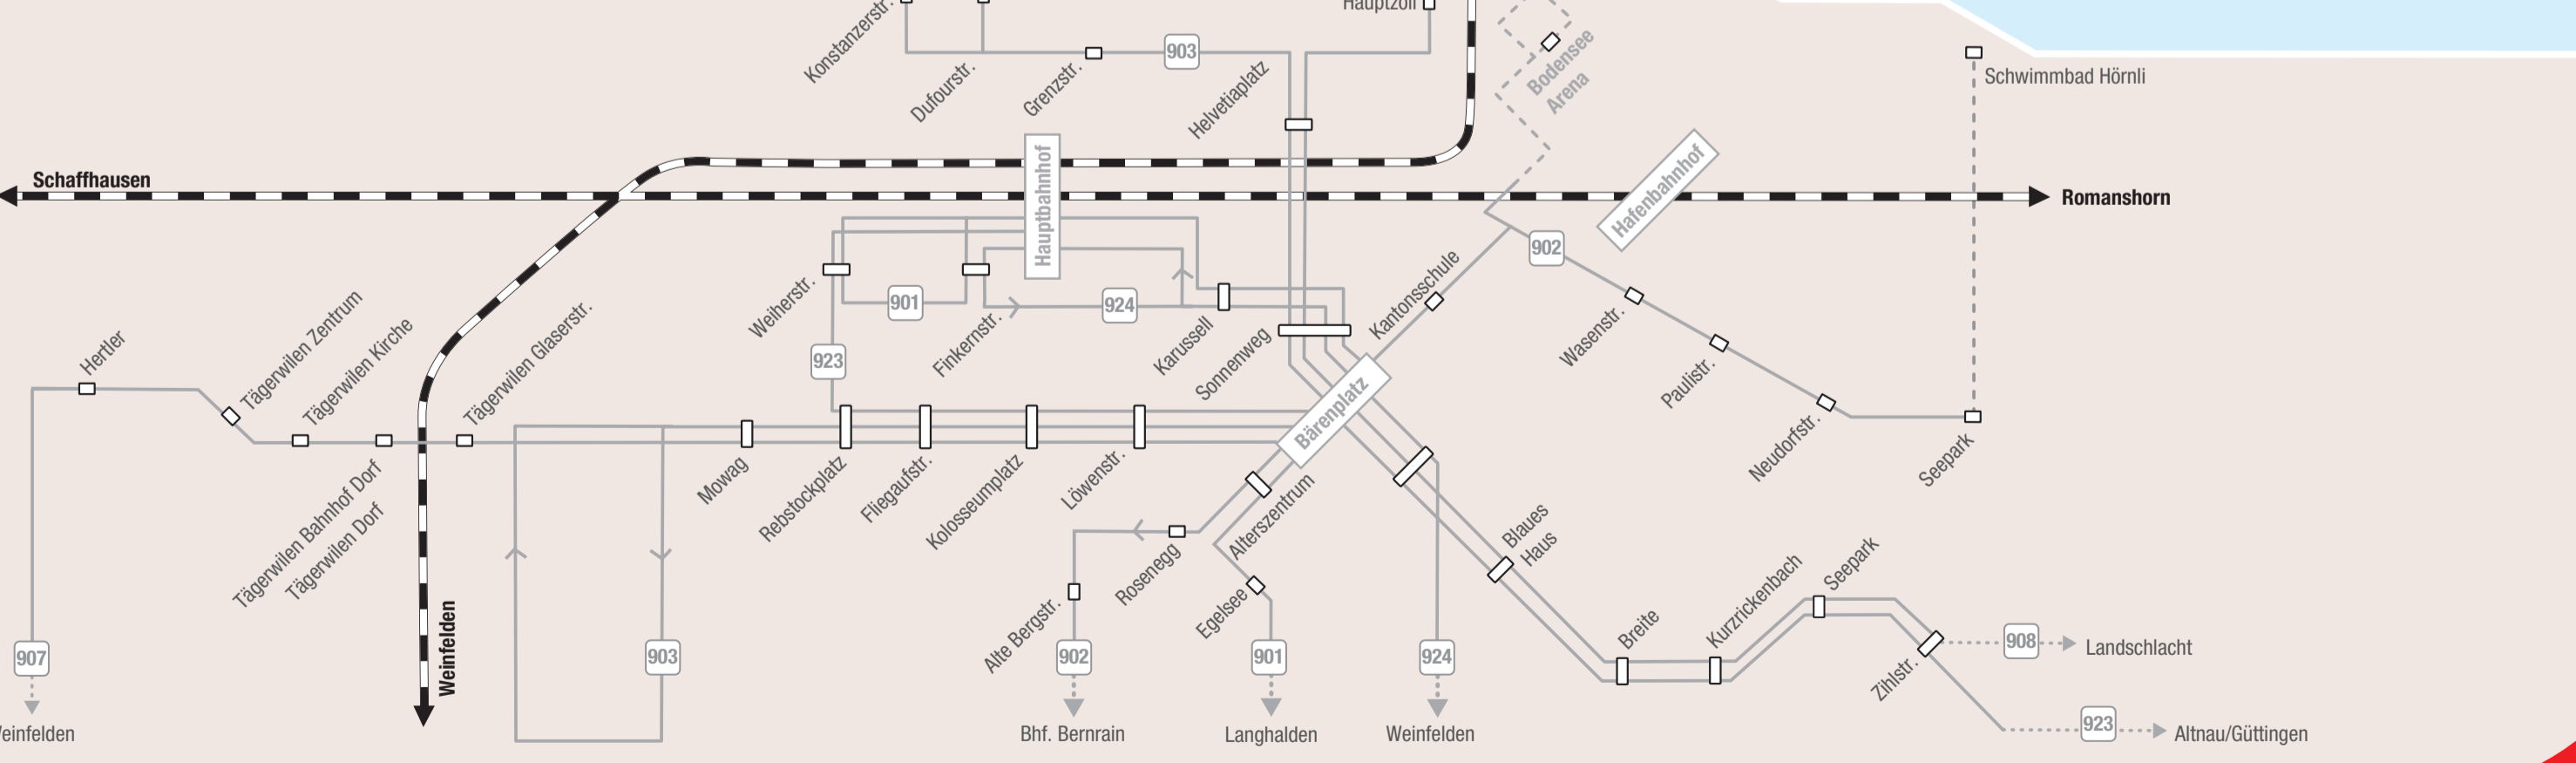 Konstanzerstr.
Dufourstr.
Grenzstr.
903
Helvetiaplatz
Hauptzoll
Bodensee
Arena
Schwimmbad Hörnli
Schaffhausen
Hauptbahnhof
Hafenbahnhof
Romanshorn
902
Weiherstr.
901
Finkernstr.
924
Karussell
Sonnenweg
Kantonsschule
Wasenstr.
Paulistr.
Neudorfstr.
Seepark
923
Hertler
Tägerwilen Zentrum
Tägerwilen Kirche
Tägerwilen Glaserstr.
Tägerwilen Bahnhof Dorf
Tägerwilen Dorf
Mowag
Rebstockplatz
Fliegaufstr.
Kolosseumplatz
Löwenstr.
Bärenplatz
Alterszentrum
Rosenegg
Alte Bergstr.
Egelsee
Blaues
Haus
Breite
Kurzrickenbach
Seepark
Zihlstr.
908
Landschlacht
907
Weinfelden
903
902
901
924
923
einfelden
Bhf. Bernrain
Langhalden
Weinfelden
Altnau/Güttingen